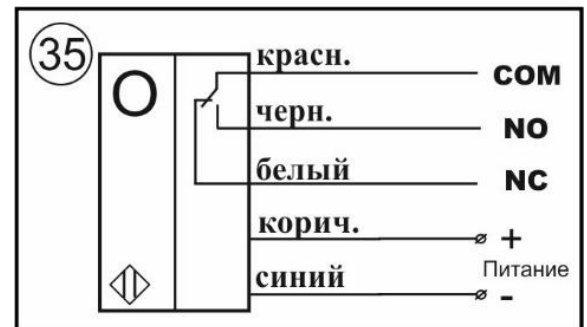 35
O
красн.
COM
черн.
NO
белый
NC
корич.
+
Питание
синий
-